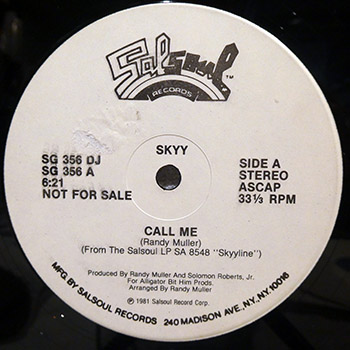 Salsoul TM
RECORDS
SKYY
SG 356 DJ
SG 356 A
6:21
NOT FOR SALE
SIDE A
STEREO
ASCAP
33⅓ RPM
CALL ME
(Randy Muller)
(From The Salsoul LP SA 8548 "Skyyline")
Produced By Randy Muller And Solomon Roberts, Jr.
For Alligator Bit Him Prods.
Arranged By Randy Muller
℗ 1981 Salsoul Record Corp.
MFG. BY SALSOUL RECORDS 240 MADISON AVE., N.Y. N.Y. 10016